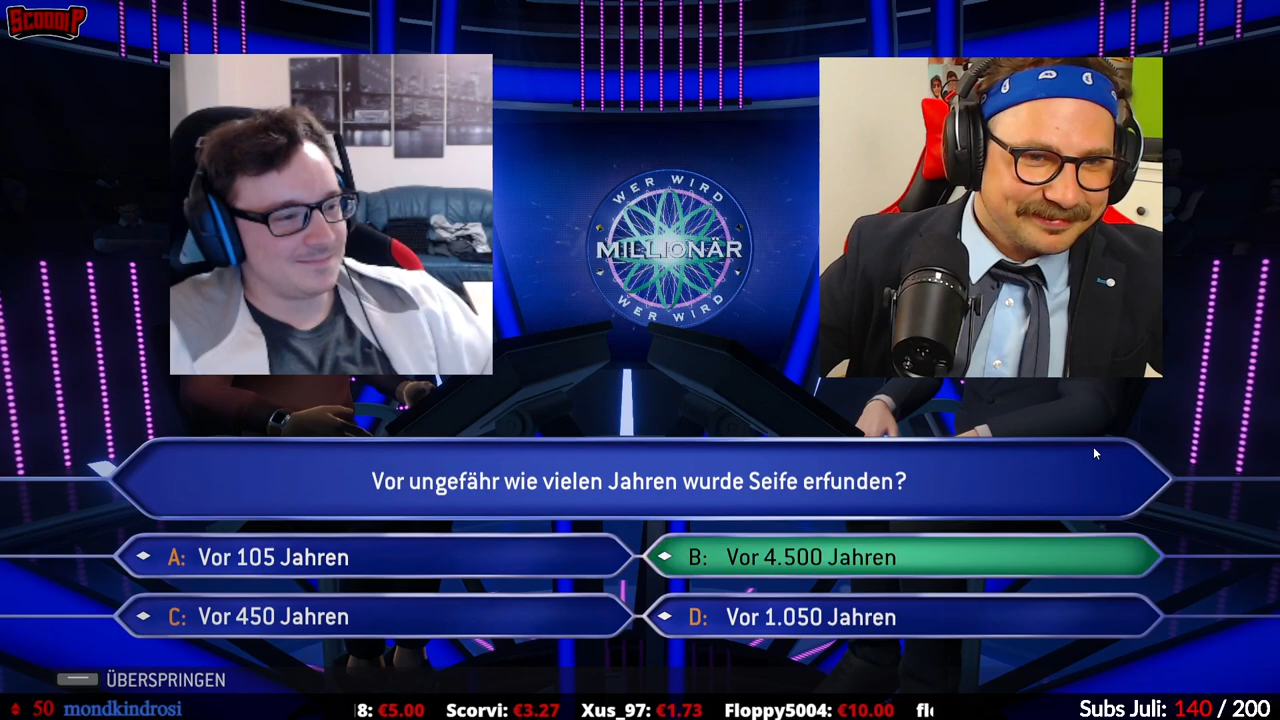 SCOOOIP
WER WIRD
MILLIONÄR
WER WIRD
Vor ungefähr wie vielen Jahren wurde Seife erfunden?
A: Vor 105 Jahren
B: Vor 4.500 Jahren
C: Vor 450 Jahren
D: Vor 1.050 Jahren
ÜBERSPRINGEN
50 mondkindrosi
8: €5.00 Scorvi: €3.27 Xus_97: €1.73 Floppy5004: €10.00 fl
Subs Juli: 140 / 200